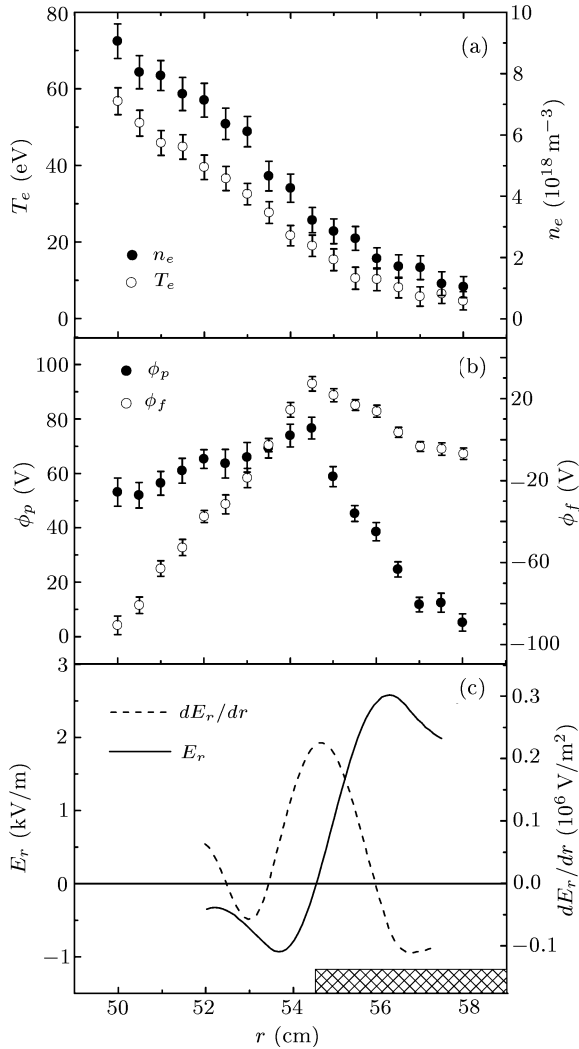 80
60
40
20
0
T_e (eV)
(a)
n_e
T_e
10
8
6
4
2
0
n_e (10^18 m^−3)
100
80
60
40
20
0
ϕ_p (V)
ϕ_p
ϕ_f
(b)
20
−20
−60
−100
ϕ_f (V)
3
2
1
0
−1
E_r (kV/m)
(c)
dE_r/dr
E_r
0.3
0.2
0.1
0.0
−0.1
dE_r/dr (10^6 V/m^2)
50
52
54
56
58
r (cm)